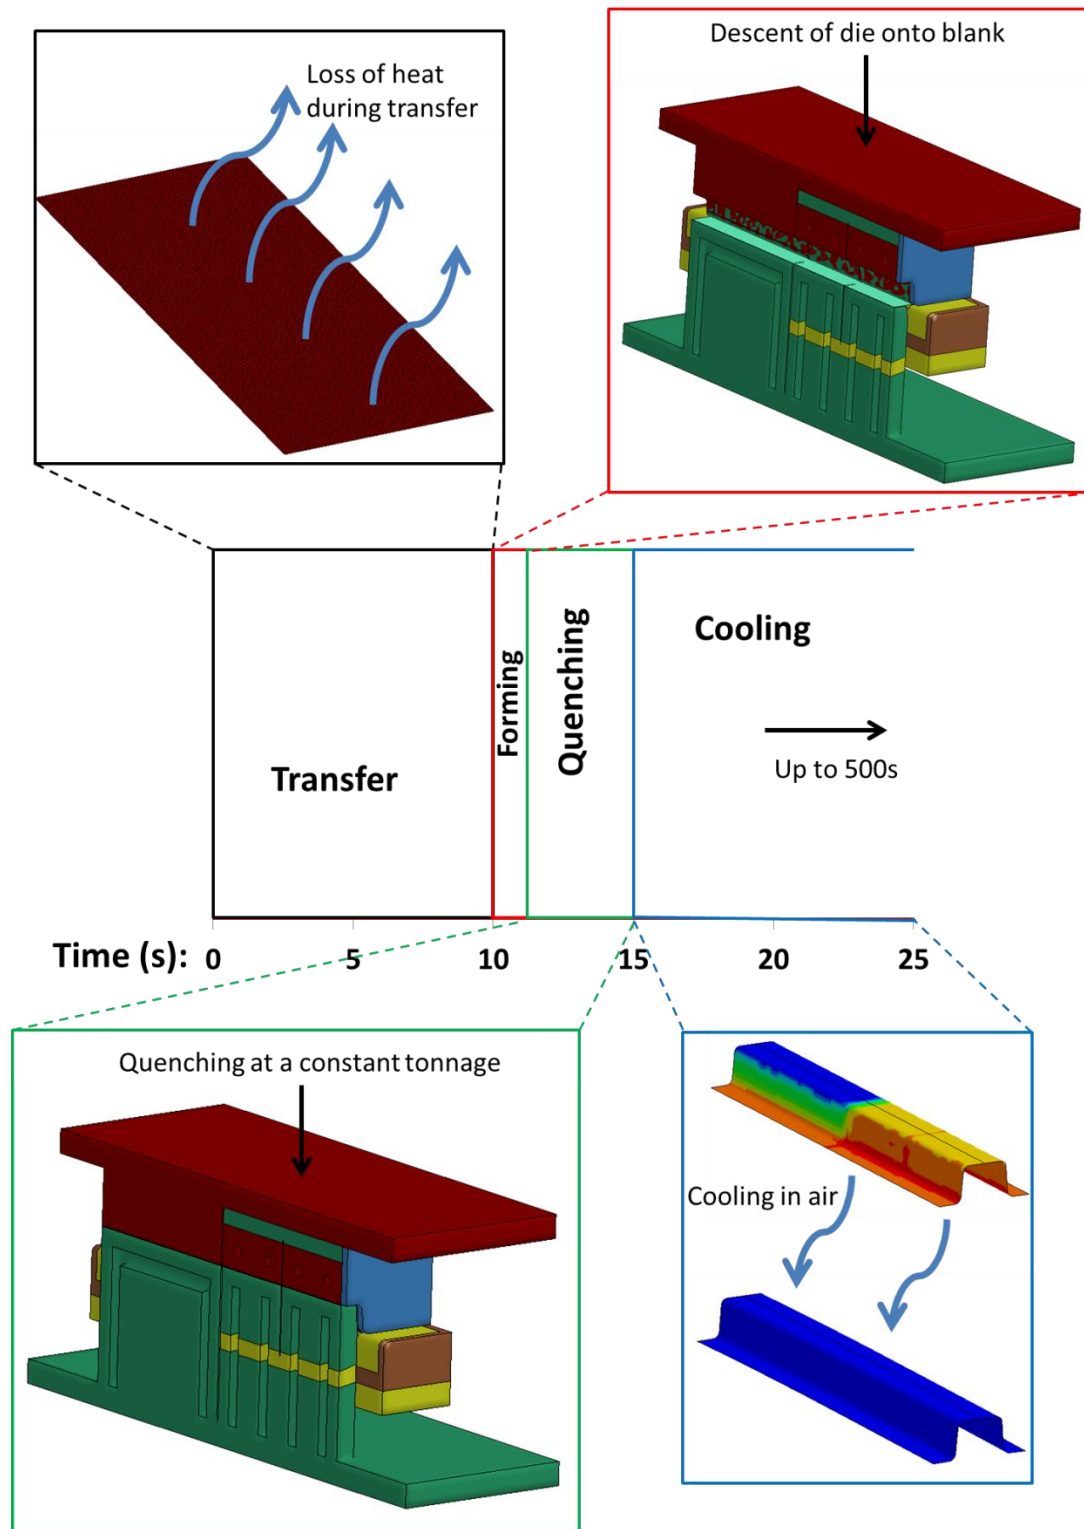 Loss of heat
during transfer
Descent of die onto blank
Transfer
Forming
Quenching
Cooling
Up to 500s
Time (s): 0 5 10 15 20 25
Quenching at a constant tonnage
Cooling in air